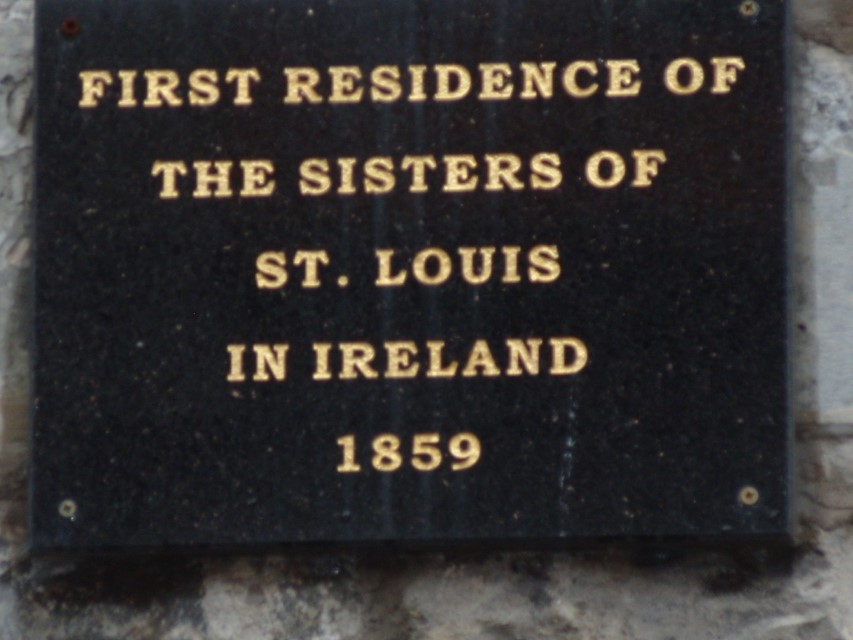 FIRST RESIDENCE OF
THE SISTERS OF
ST. LOUIS
IN IRELAND
1859